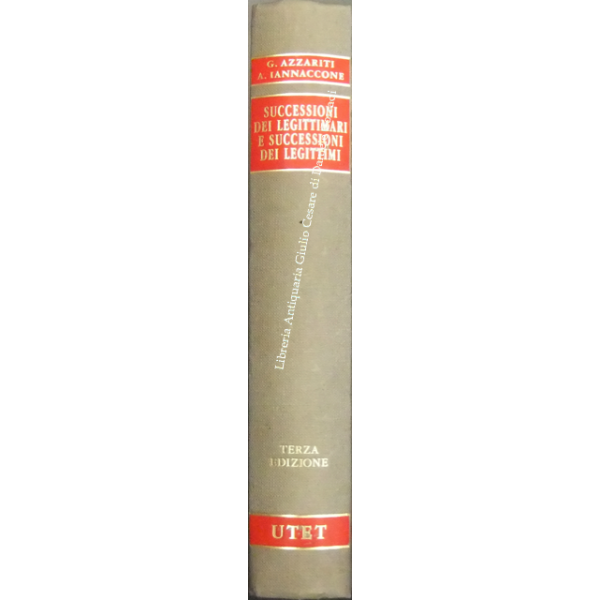 G. AZZARITI
A. IANNACCONE
SUCCESSIONI
DEI LEGITTIMARI
E SUCCESSIONI
DEI LEGITTIMI
Libreria Antiquaria Giulio Cesare di
TERZA
EDIZIONE
UTET